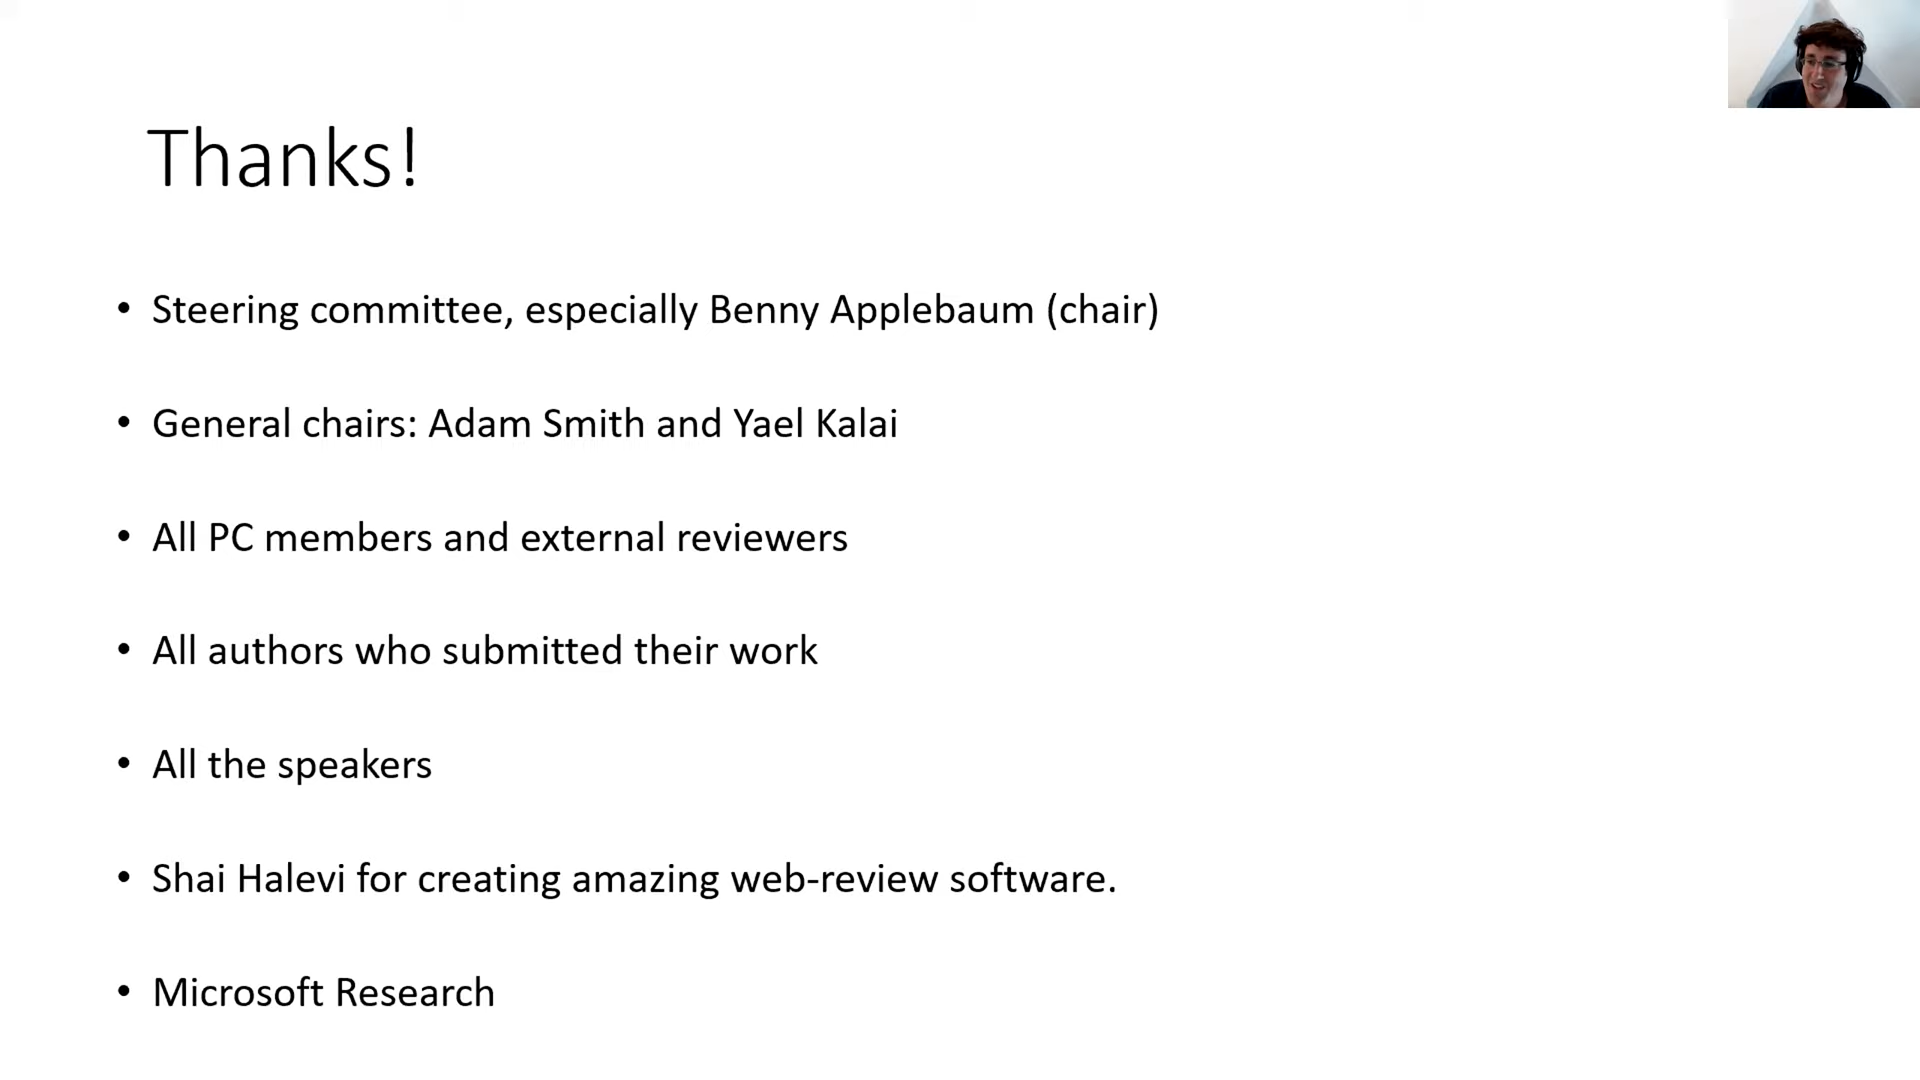 Thanks!
• Steering committee, especially Benny Applebaum (chair)
• General chairs: Adam Smith and Yael Kalai
• All PC members and external reviewers
• All authors who submitted their work
• All the speakers
• Shai Halevi for creating amazing web-review software.
• Microsoft Research